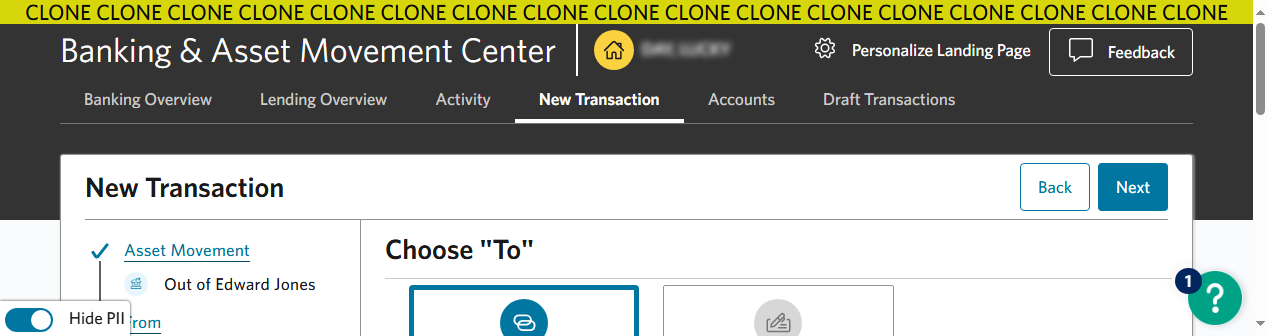 CLONE CLONE CLONE CLONE CLONE CLONE CLONE CLONE CLONE CLONE CLONE CLONE CLONE CLONE CLONE CLONE CLONE
Banking & Asset Movement Center
Personalize Landing Page
Feedback
Banking Overview
Lending Overview
Activity
New Transaction
Accounts
Draft Transactions
New Transaction
Back
Next
Asset Movement
Out of Edward Jones
Choose "To"
Hide PII
1
?